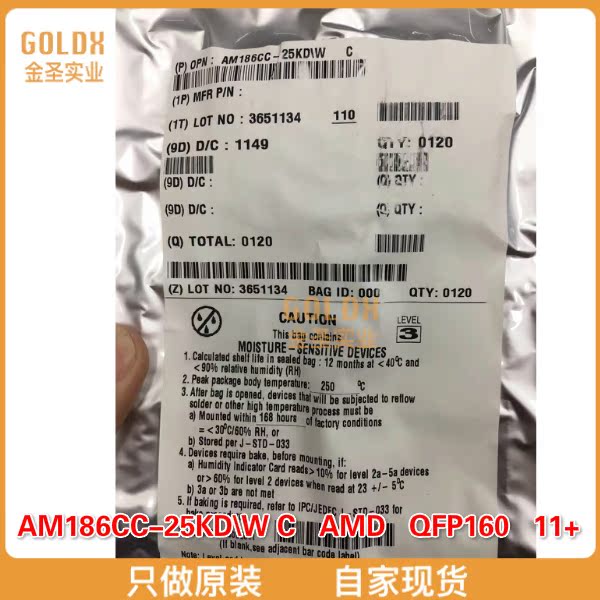 GOLDX
金圣实业
(P) OPN : AM186CC-25KD\W C
(1P) MFR P/N :
(1T) LOT NO : 3651134 110
(9D) D/C : 1149 QTY: 0120
(9D) D/C : (Q) QTY :
(9D) D/C : (Q) QTY :
(Q) TOTAL: 0120
(Z) LOT NO: 3651134 BAG ID: 000 QTY: 0120
GOLDX
金圣实业
CAUTION
This bag contains
MOISTURE-SENSITIVE DEVICES
LEVEL
3
1. Calculated shelf life in sealed bag : 12 months at <40°C and
<90% relative humidity (RH)
2. Peak package body temperature: 250 °C
3. After bag is opened, devices that will be subjected to reflow
solder or other high temperature process must be
a) Mounted within 168 hours of factory conditions
=<30°C/60% RH, or
b) Stored per J-STD-033
4. Devices require bake, before mounting, if:
a) Humidity Indicator Card reads>10% for level 2a-5a devices
or>60% for level 2 devices when read at 23 +/- 5°C
b) 3a or 3b are not met
5. If baking is required, refer to IPC/JEDEC J-STD-033 for
AM186CC-25KD\W C AMD QFP160 11+
(if blank,see adjacent bar code label)
只做原装 自家现货